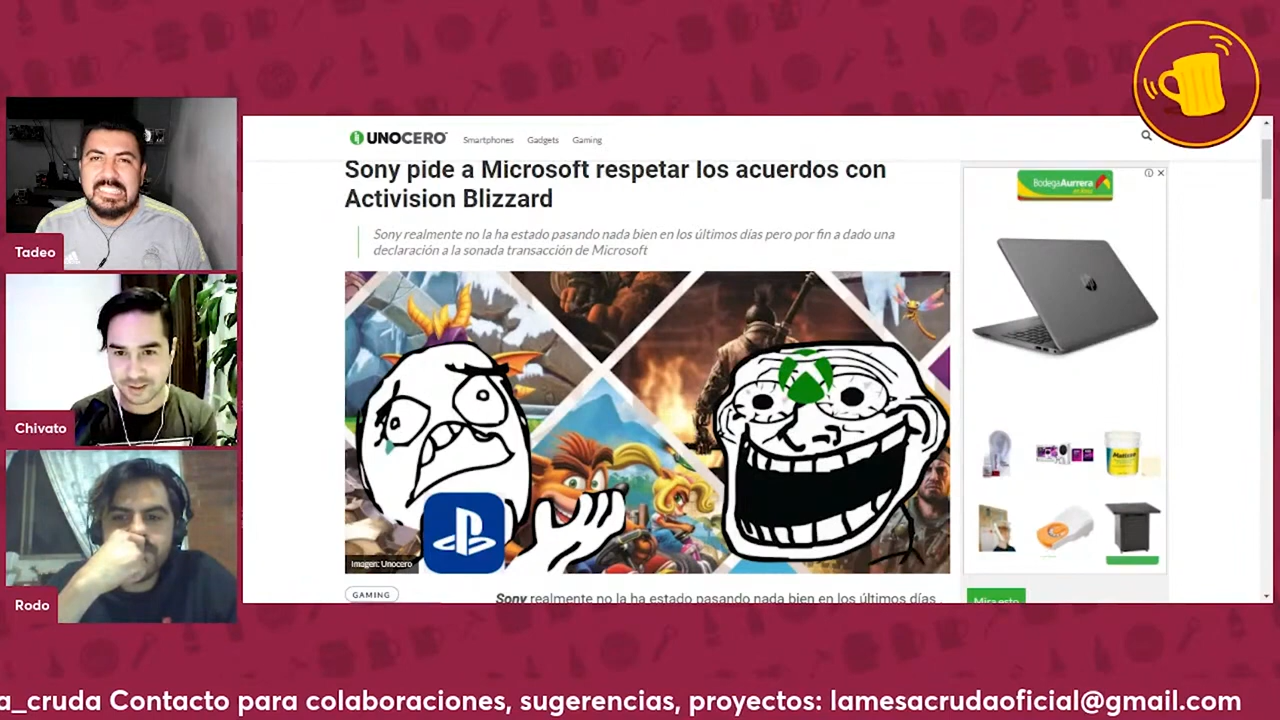 UNOCERO
Smartphones Gadgets Gaming
Sony pide a Microsoft respetar los acuerdos con
Activision Blizzard
Sony realmente no la ha estado pasando nada bien en los últimos días pero por fin a dado una
declaración a la sonada transacción de Microsoft
Imagen: Unocero
GAMING
Sony realmente no la ha estado pasando nada bien en los últimos días
BodegaAurrera
Mira esto
Tadeo
Chivato
Rodo
a_cruda Contacto para colaboraciones, sugerencias, proyectos: lamesacrudaoficial@gmail.com